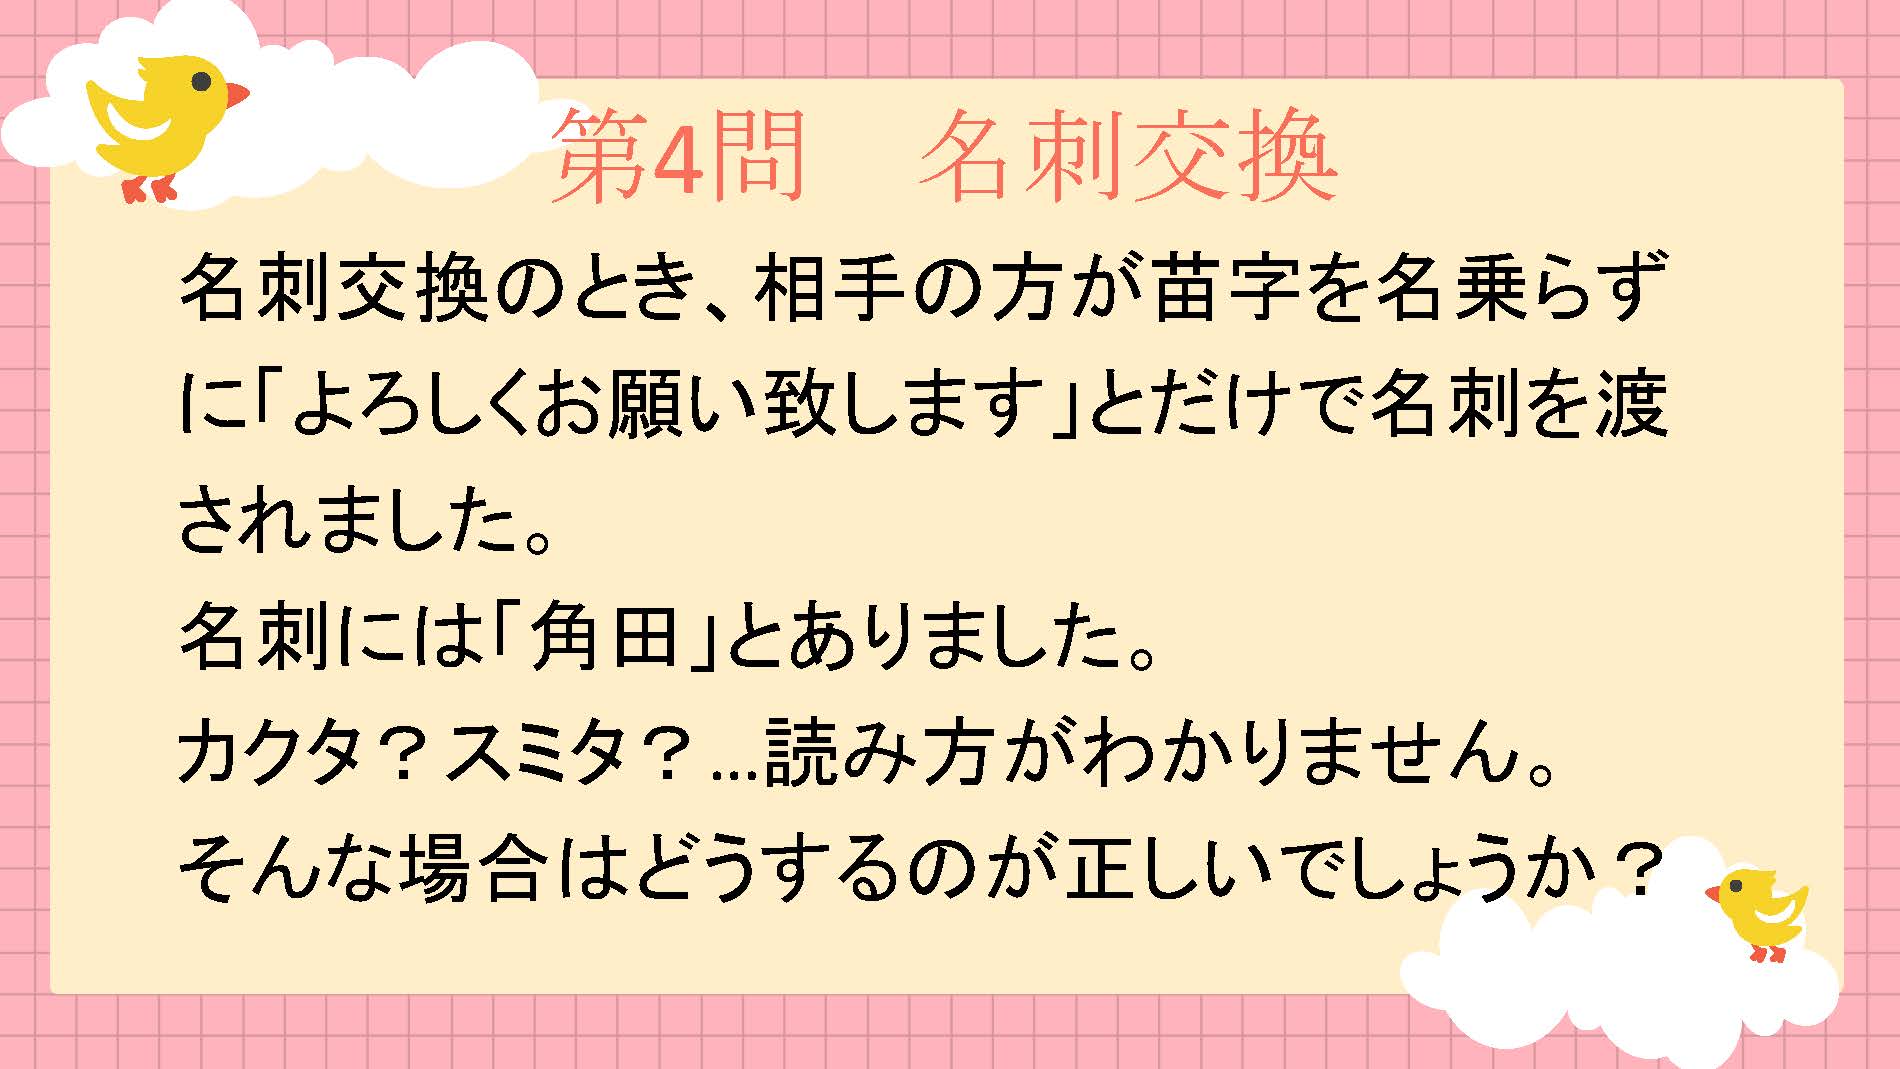 第4問　名刺交換
名刺交換のとき、相手の方が苗字を名乗らず
に「よろしくお願い致します」とだけで名刺を渡
されました。
名刺には「角田」とありました。
カクタ？スミタ？…読み方がわかりません。
そんな場合はどうするのが正しいでしょうか？